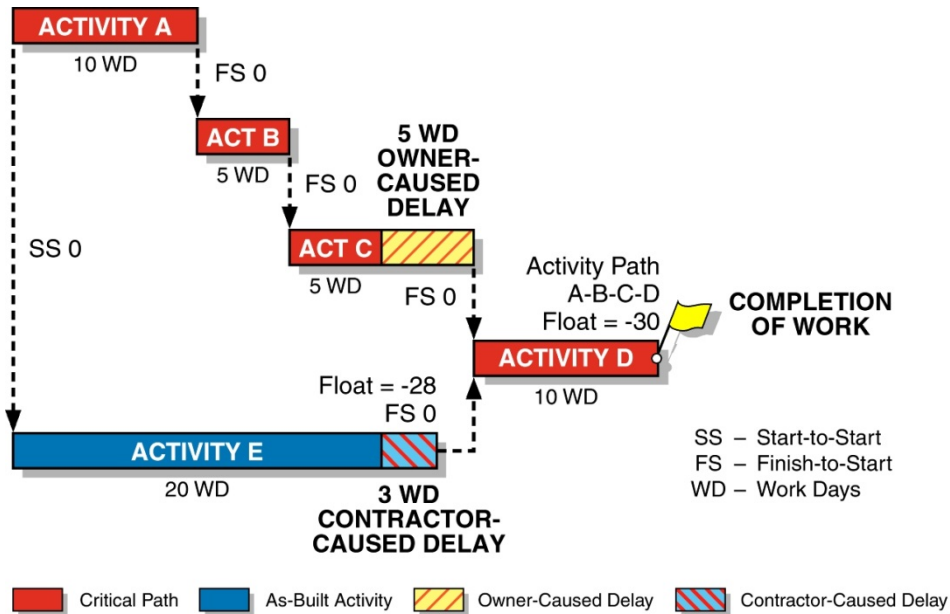 ACTIVITY A
10 WD
FS 0
ACT B
5 WD
FS 0
5 WD
OWNER-
CAUSED
DELAY
SS 0
ACT C
5 WD
FS 0
Activity Path
A-B-C-D
Float = -30
COMPLETION
OF WORK
ACTIVITY D
10 WD
Float = -28
FS 0
ACTIVITY E
20 WD
3 WD
CONTRACTOR-
CAUSED DELAY
SS – Start-to-Start
FS – Finish-to-Start
WD – Work Days
Critical Path
As-Built Activity
Owner-Caused Delay
Contractor-Caused Delay